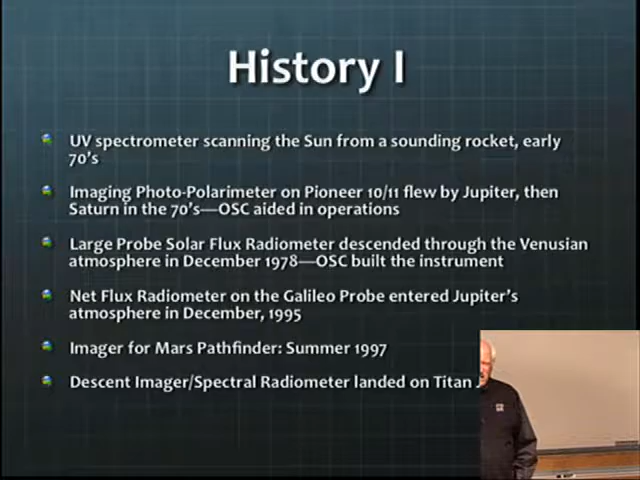 History I
UV spectrometer scanning the Sun from a sounding rocket, early
70's
Imaging Photo-Polarimeter on Pioneer 10/11 flew by Jupiter, then
Saturn in the 70's—OSC aided in operations
Large Probe Solar Flux Radiometer descended through the Venusian
atmosphere in December 1978—OSC built the instrument
Net Flux Radiometer on the Galileo Probe entered Jupiter's
atmosphere in December, 1995
Imager for Mars Pathfinder: Summer 1997
Descent Imager/Spectral Radiometer landed on Titan